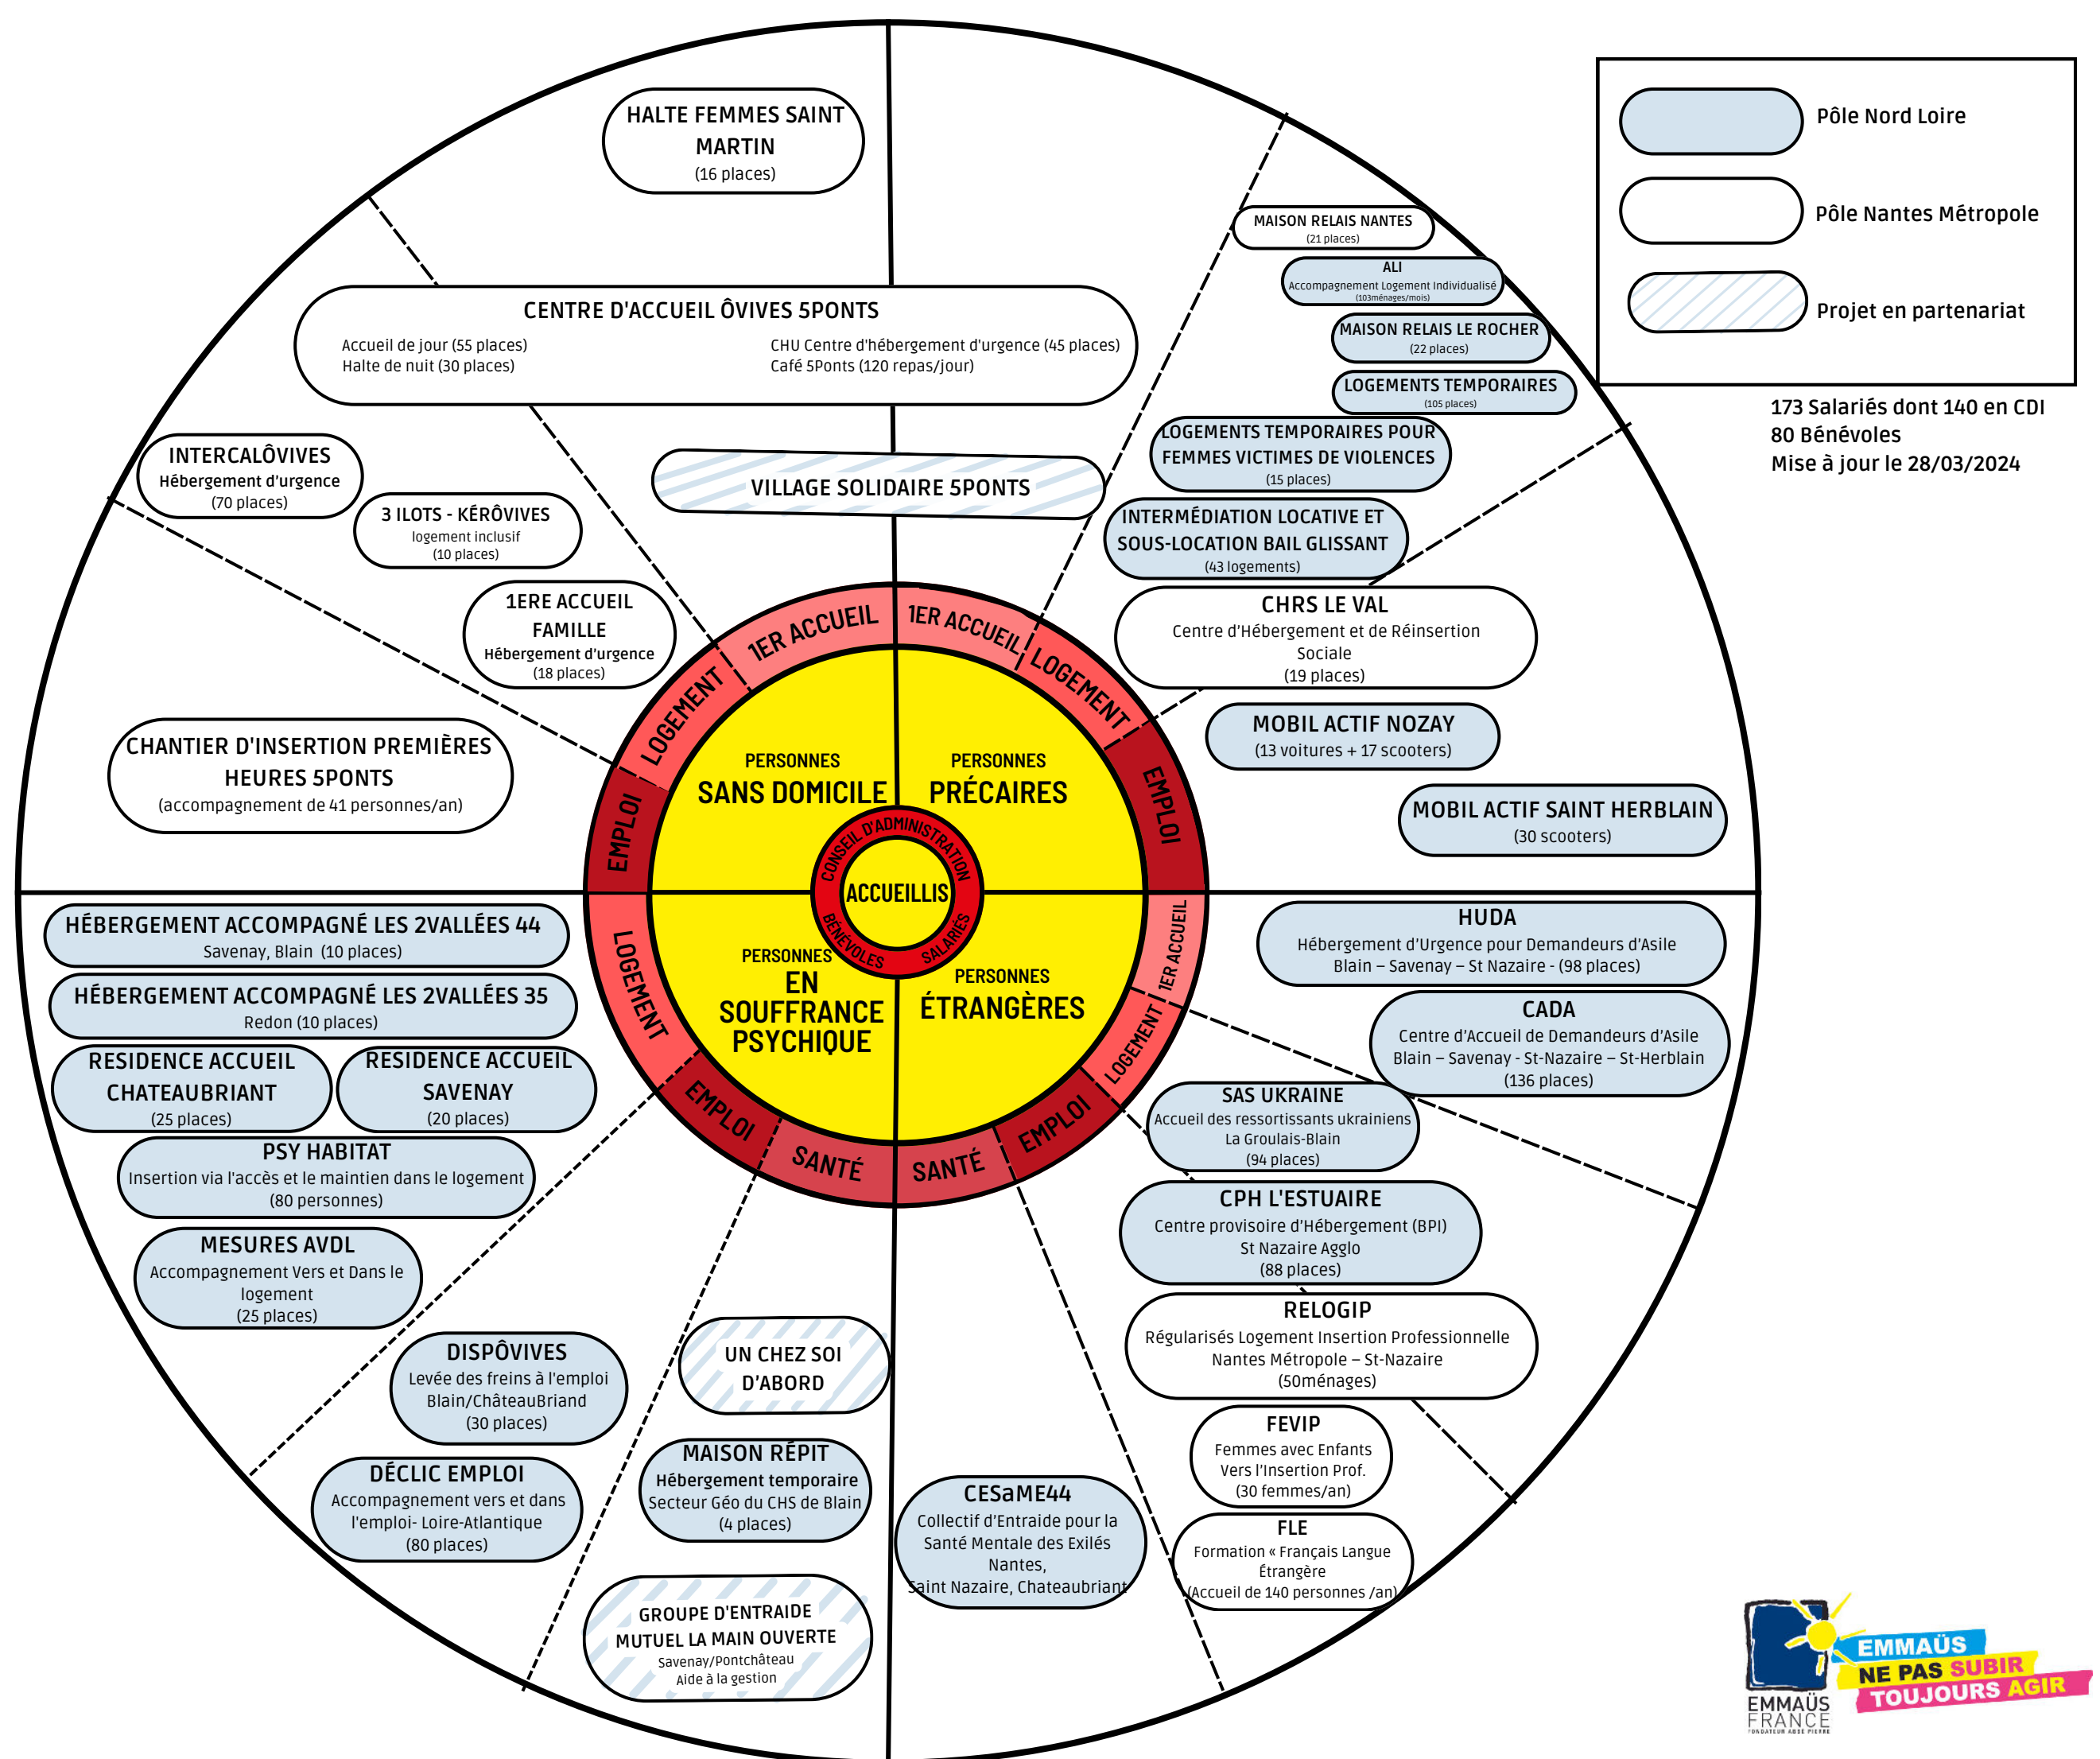 HALTE FEMMES SAINT
MARTIN
(16 places)
CENTRE D'ACCUEIL ÔVIVES 5PONTS
Accueil de jour (55 places)
Halte de nuit (30 places)
CHU Centre d'hébergement d'urgence (45 places)
Café 5Ponts (120 repas/jour)
VILLAGE SOLIDAIRE 5PONTS
INTERCALÔVIVES
Hébergement d'urgence
(70 places)
3 ILOTS - KÉRÔVIVES
logement inclusif
(10 places)
1ERE ACCUEIL
FAMILLE
Hébergement d'urgence
(18 places)
CHANTIER D'INSERTION PREMIÈRES
HEURES 5PONTS
(accompagnement de 41 personnes/an)
MAISON RELAIS NANTES
(21 places)
ALI
Accompagnement Logement Individualisé
(103ménages/mois)
MAISON RELAIS LE ROCHER
(22 places)
LOGEMENTS TEMPORAIRES
(105 places)
LOGEMENTS TEMPORAIRES POUR
FEMMES VICTIMES DE VIOLENCES
(15 places)
INTERMÉDIATION LOCATIVE ET
SOUS-LOCATION BAIL GLISSANT
(43 logements)
CHRS LE VAL
Centre d'Hébergement et de Réinsertion
Sociale
(19 places)
MOBIL ACTIF NOZAY
(13 voitures + 17 scooters)
MOBIL ACTIF SAINT HERBLAIN
(30 scooters)
Pôle Nord Loire
Pôle Nantes Métropole
Projet en partenariat
173 Salariés dont 140 en CDI
80 Bénévoles
Mise à jour le 28/03/2024
1ER ACCUEIL
1ER ACCUEIL
LOGEMENT
LOGEMENT
EMPLOI
EMPLOI
PERSONNES
SANS DOMICILE
PERSONNES
PRÉCAIRES
CONSEIL D'ADMINISTRATION
ACCUEILLIS
BÉNÉVOLES
SALARIÉS
PERSONNES
EN
SOUFFRANCE
PSYCHIQUE
PERSONNES
ÉTRANGÈRES
LOGEMENT
1ER ACCUEIL
LOGEMENT
EMPLOI
EMPLOI
SANTÉ
SANTÉ
HÉBERGEMENT ACCOMPAGNÉ LES 2VALLÉES 44
Savenay, Blain (10 places)
HÉBERGEMENT ACCOMPAGNÉ LES 2VALLÉES 35
Redon (10 places)
RESIDENCE ACCUEIL
CHATEAUBRIANT
(25 places)
RESIDENCE ACCUEIL
SAVENAY
(20 places)
PSY HABITAT
Insertion via l'accès et le maintien dans le logement
(80 personnes)
MESURES AVDL
Accompagnement Vers et Dans le
logement
(25 places)
DISPÔVIVES
Levée des freins à l'emploi
Blain/ChâteauBriand
(30 places)
DÉCLIC EMPLOI
Accompagnement vers et dans
l'emploi- Loire-Atlantique
(80 places)
UN CHEZ SOI
D'ABORD
MAISON RÉPIT
Hébergement temporaire
Secteur Géo du CHS de Blain
(4 places)
GROUPE D'ENTRAIDE
MUTUEL LA MAIN OUVERTE
Savenay/Pontchâteau
Aide à la gestion
HUDA
Hébergement d'Urgence pour Demandeurs d'Asile
Blain – Savenay – St Nazaire - (98 places)
CADA
Centre d'Accueil de Demandeurs d'Asile
Blain – Savenay - St-Nazaire – St-Herblain
(136 places)
SAS UKRAINE
Accueil des ressortissants ukrainiens
La Groulais-Blain
(94 places)
CPH L'ESTUAIRE
Centre provisoire d'Hébergement (BPI)
St Nazaire Agglo
(88 places)
RELOGIP
Régularisés Logement Insertion Professionnelle
Nantes Métropole – St-Nazaire
(50ménages)
FEVIP
Femmes avec Enfants
Vers l'Insertion Prof.
(30 femmes/an)
FLE
Formation « Français Langue
Étrangère
(Accueil de 140 personnes /an)
CESaME44
Collectif d'Entraide pour la
Santé Mentale des Exilés
Nantes,
Saint Nazaire, Chateaubriant
EMMAÜS
NE PAS SUBIR
TOUJOURS AGIR
EMMAÜS
FRANCE
FONDATEUR ABBÉ PIERRE